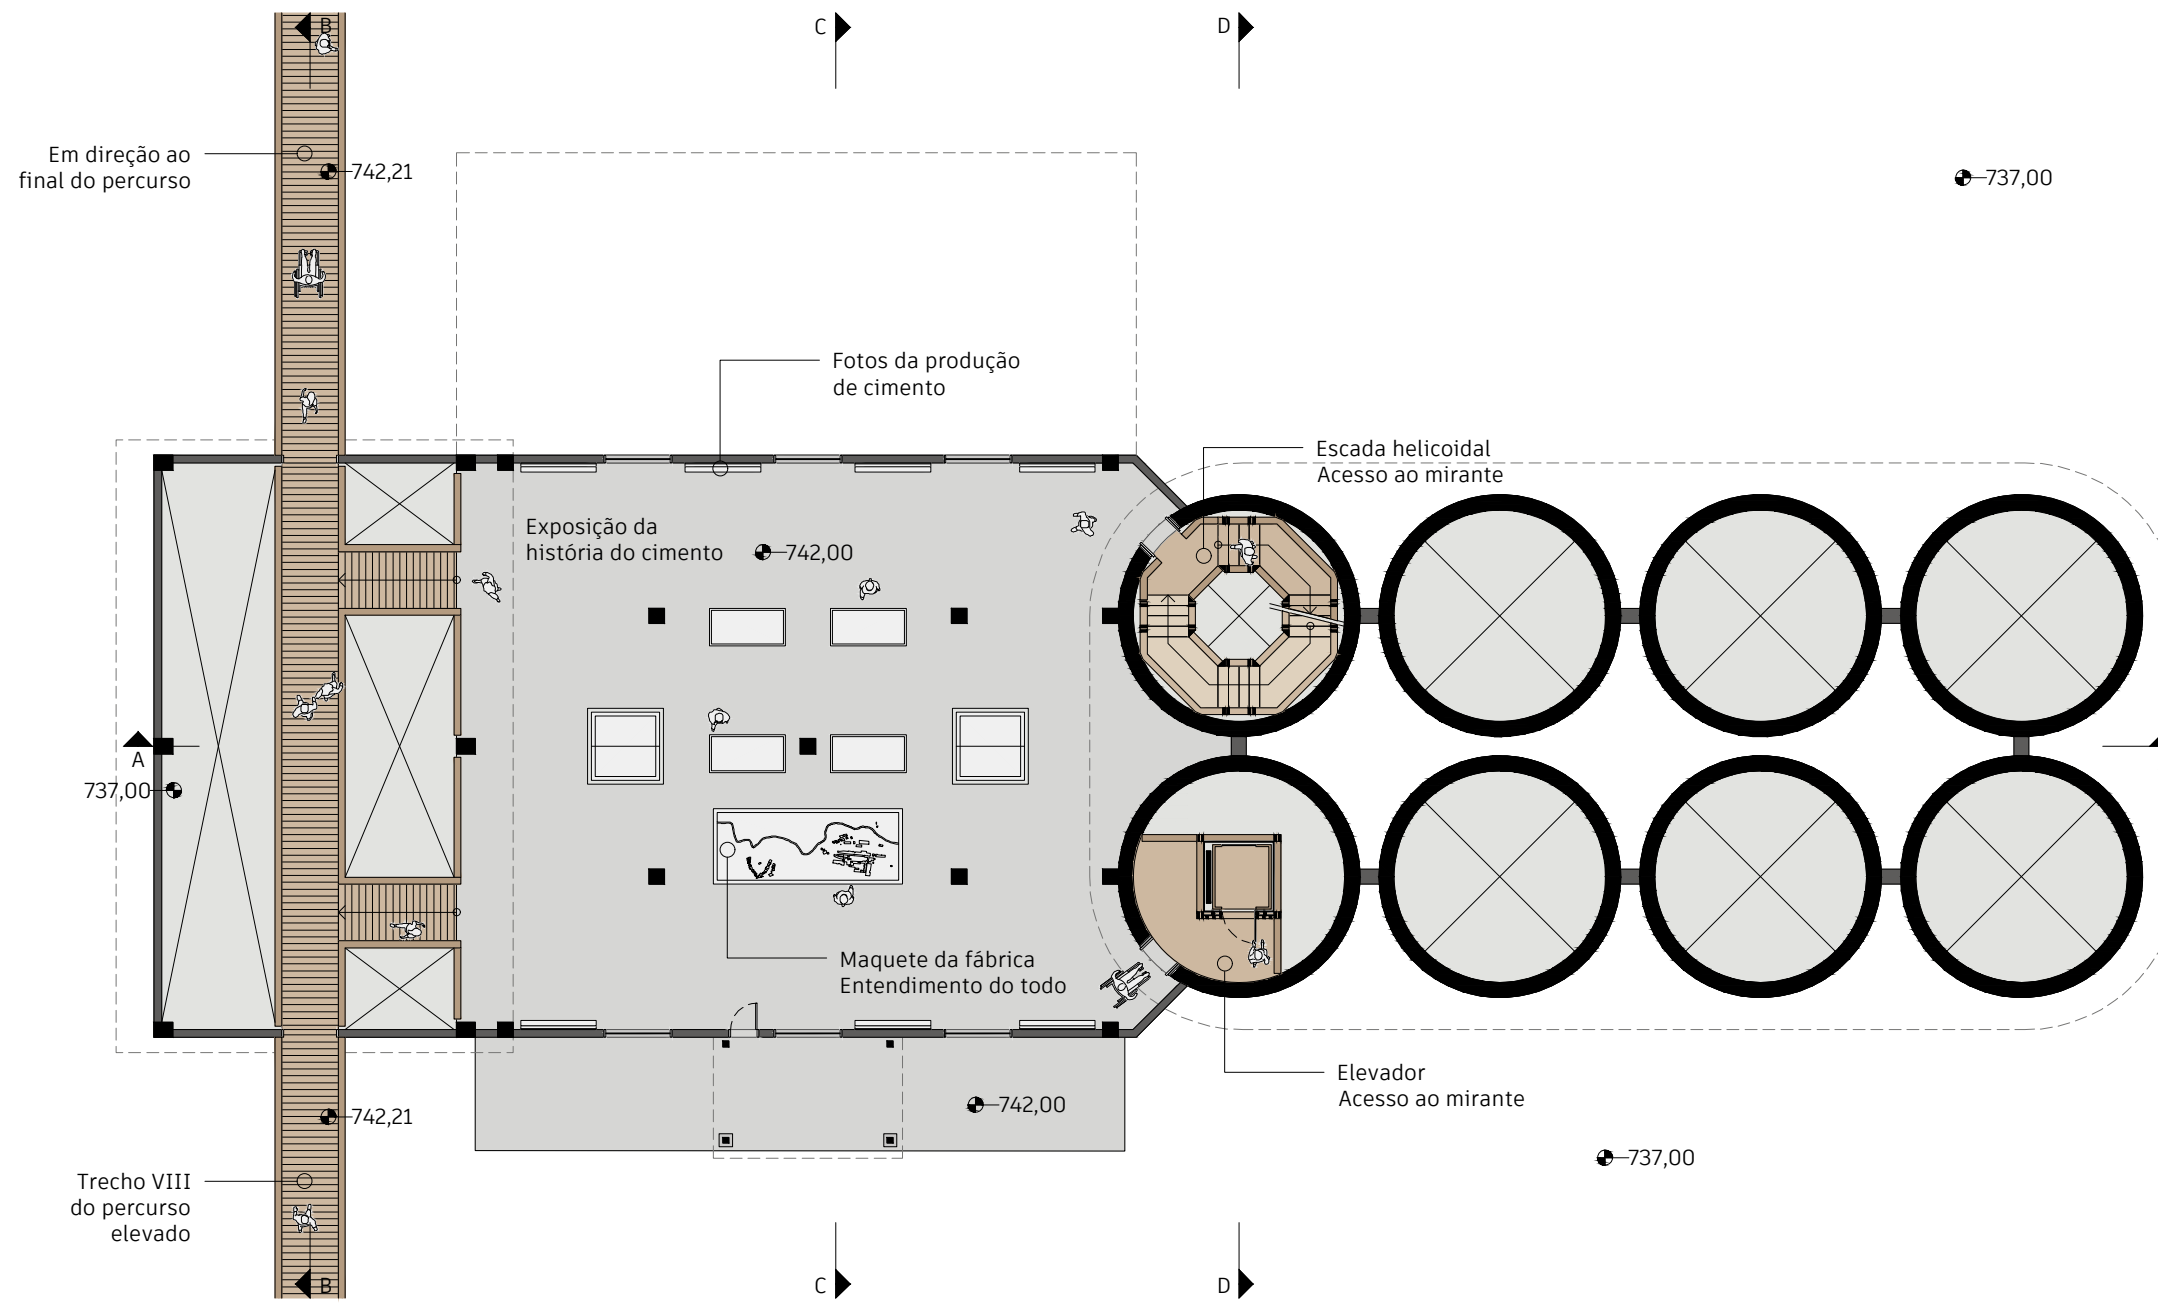 B
C
D
Em direção ao
final do percurso
742,21
737,00
Fotos da produção
de cimento
Escada helicoidal
Acesso ao mirante
Exposição da
história do cimento
742,00
A
737,00
Maquete da fábrica
Entendimento do todo
Elevador
Acesso ao mirante
742,21
742,00
737,00
Trecho VIII
do percurso
elevado
B
C
D